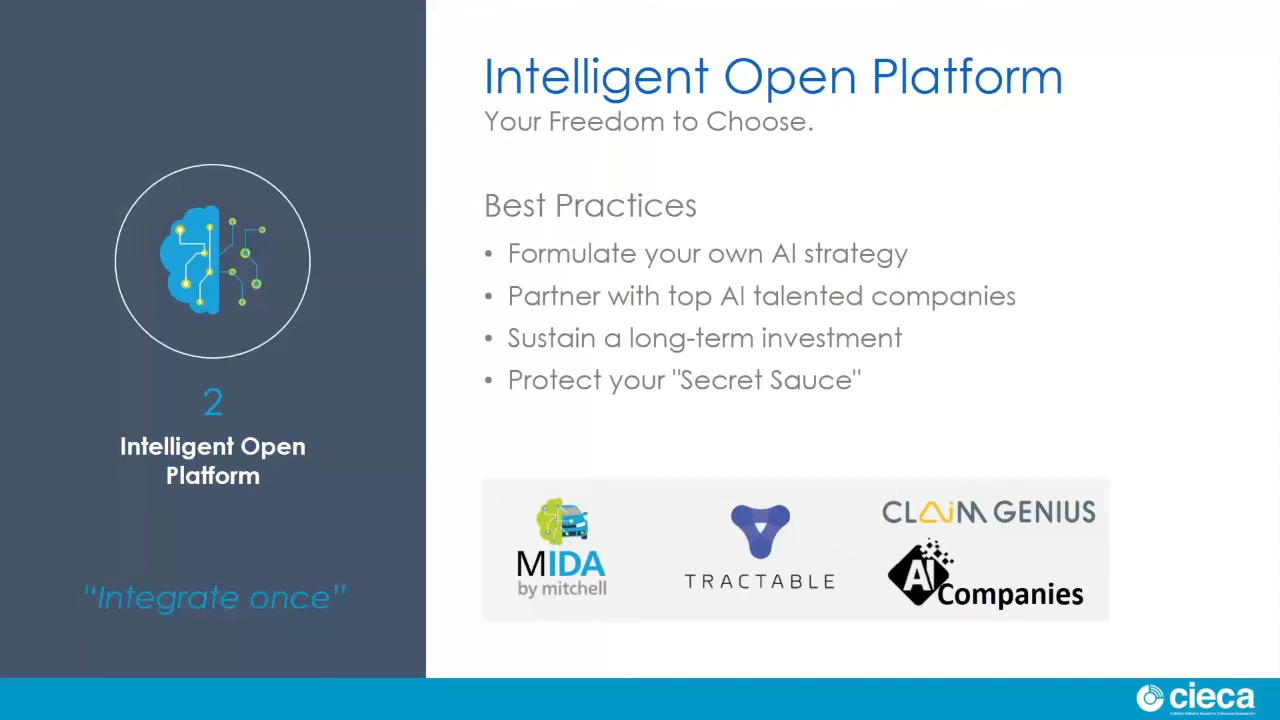 2
Intelligent Open
Platform
“Integrate once”
Intelligent Open Platform
Your Freedom to Choose.
Best Practices
• Formulate your own AI strategy
• Partner with top AI talented companies
• Sustain a long-term investment
• Protect your "Secret Sauce"
MIDA
by mitchell
TRACTABLE
CLAiM GENIUS
AI
Companies
cieca